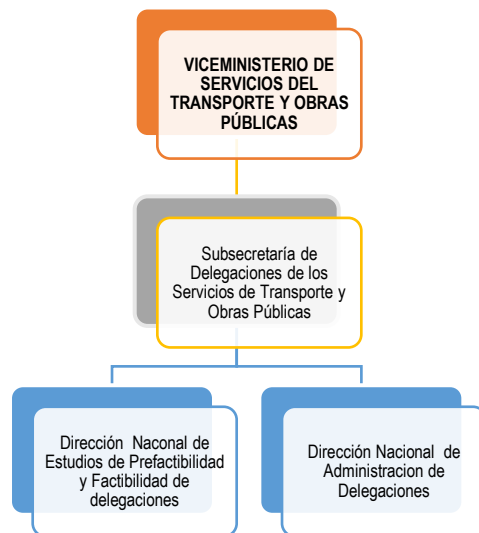 VICEMINISTERIO DE
SERVICIOS DEL
TRANSPORTE Y OBRAS
PÚBLICAS
Subsecretaría de
Delegaciones de los
Servicios de Transporte y
Obras Públicas
Dirección Naconal de
Estudios de Prefactibilidad
y Factibilidad de
delegaciones
Dirección Nacional de
Administracion de
Delegaciones